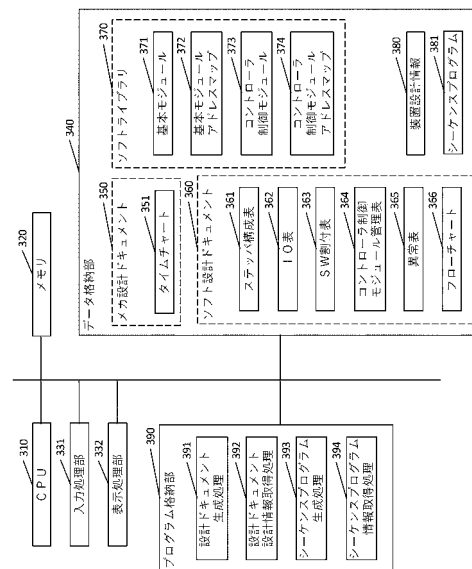 310
CPU
331
入力処理部
332
表示処理部
320
メモリ
390
プログラム格納部
391
設計ドキュメント
生成処理
392
設計ドキュメント
設計情報取得処理
393
シーケンスプログラム
生成処理
394
シーケンスプログラム
情報取得処理
340
データ格納部
350
メカ設計ドキュメント
351
タイムチャート
360
ソフト設計ドキュメント
361
ステップ構成表
362
IO表
363
SW割付表
364
コントローラ制御
モジュール管理表
365
異常表
366
フローチャート
370
ソフトライブラリ
371
基本モジュール
372
基本モジュール
アドレスマップ
373
コントローラ
制御モジュール
374
コントローラ
制御モジュール
アドレスマップ
380
装置設計情報
381
シーケンスプログラム